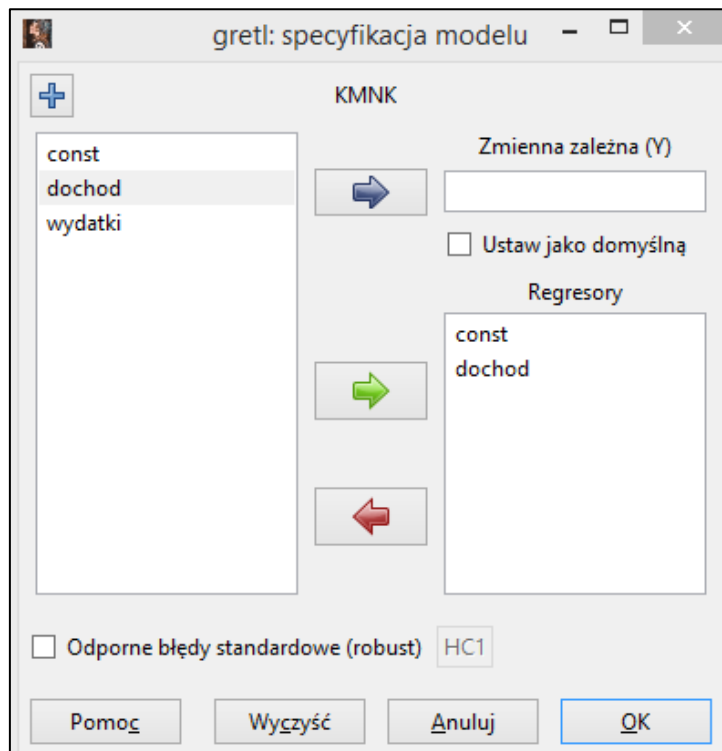 gretl: specyfikacja modelu
KMNK
const
dochod
wydatki
Zmienna zależna (Y)
Ustaw jako domyślną
Regresory
const
dochod
Odporne błędy standardowe (robust) HC1
Pomoc Wyczyść Anuluj OK